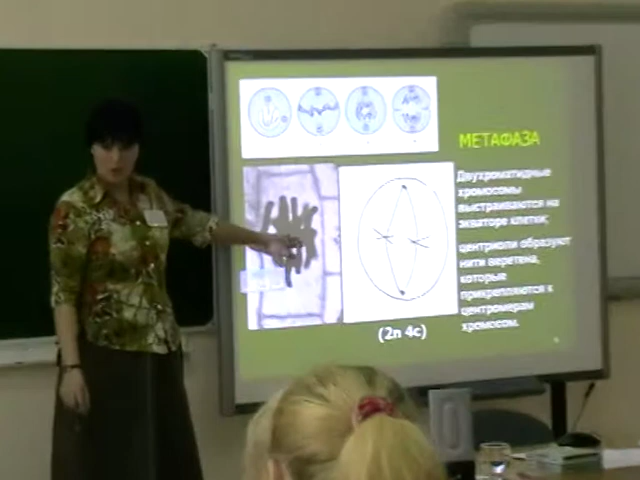 МЕТАФАЗА
Двухроматидные
хромосомы
выстраиваются на
экваторе клетки;
центриоли образуют
нити веретена,
которые
прикрепляются к
центромерам
хромосом.
(2n 4c)